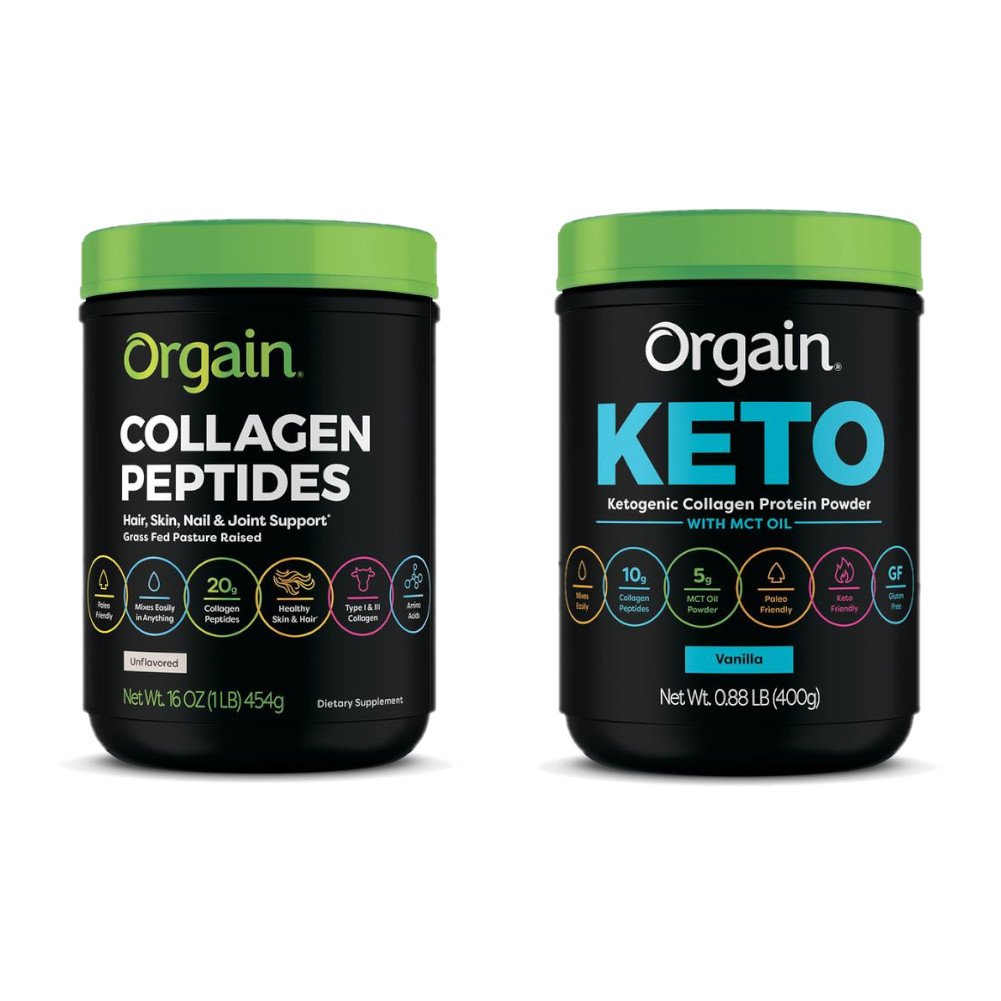 Orgain®
COLLAGEN
PEPTIDES
Hair, Skin, Nail & Joint Support*
Grass Fed Pasture Raised
Paleo
Friendly
Mixes Easily
in Anything
20g
Collagen
Peptides
Healthy
Skin & Hair*
Type I & III
Collagen
Amino
Acids
Unflavored
Net Wt. 16 OZ (1 LB) 454g
Dietary Supplement
Orgain®
KETO
Ketogenic Collagen Protein Powder
WITH MCT OIL
Mixes
Easily
10g
Collagen
Peptides
5g
MCT Oil
Powder
Paleo
Friendly
Keto
Friendly
GF
Gluten
Free
Vanilla
Net Wt. 0.88 LB (400g)